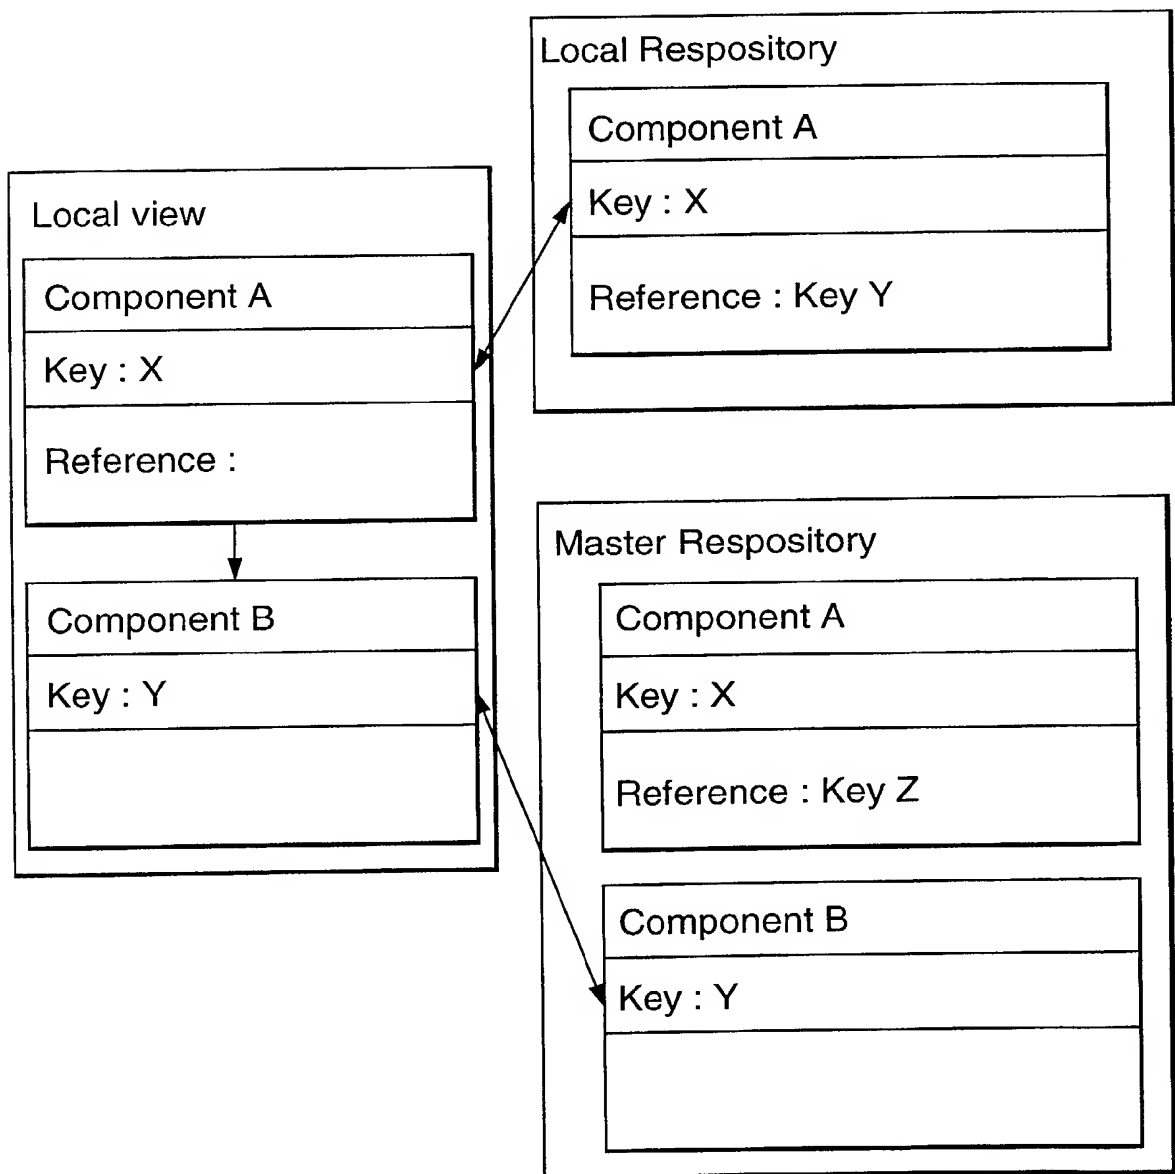 Local Respository
Component A
Key : X
Reference : Key Y
Local view
Component A
Key : X
Reference :
Component B
Key : Y
Master Respository
Component A
Key : X
Reference : Key Z
Component B
Key : Y